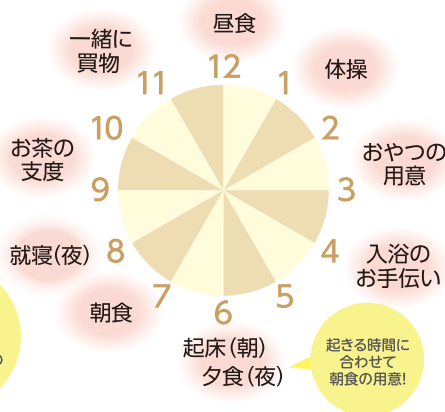 昼食
一緒に
買物
体操
12
11
1
10
2
お茶の
支度
おやつの
用意
9
3
就寝(夜)
8
4
入浴の
お手伝い
朝食
7
5
6
起床(朝)
夕食(夜)
起きる時間に
合わせて
朝食の用意!